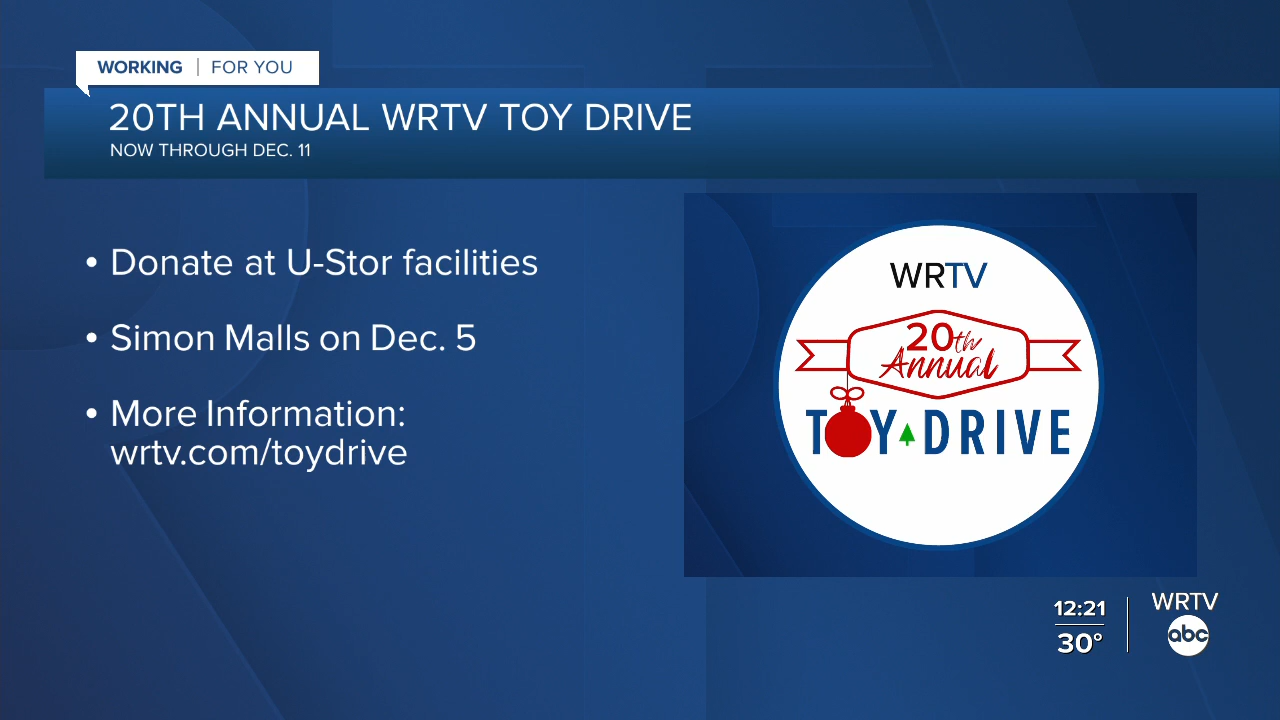 WORKING | FOR YOU
20TH ANNUAL WRTV TOY DRIVE
NOW THROUGH DEC. 11
• Donate at U-Stor facilities
• Simon Malls on Dec. 5
• More Information:
wrtv.com/toydrive
WRTV
20th
Annual
TOY DRIVE
12:21
30°
WRTV
abc